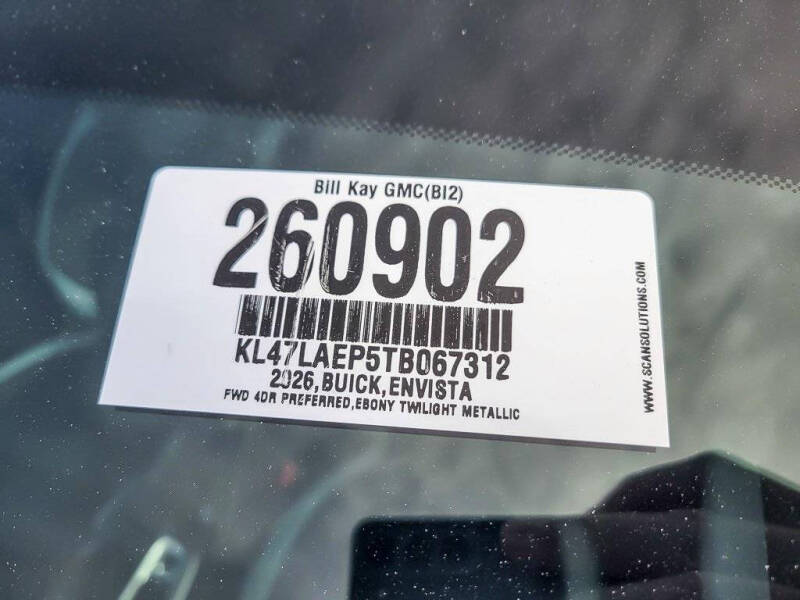 Bill Kay GMC(BI2)
260902
KL47LAEP5TB067312
2026,BUICK,ENVISTA
FWD 4DR PREFERRED,EBONY TWILIGHT METALLIC
WWW.SCANSOLUTIONS.COM